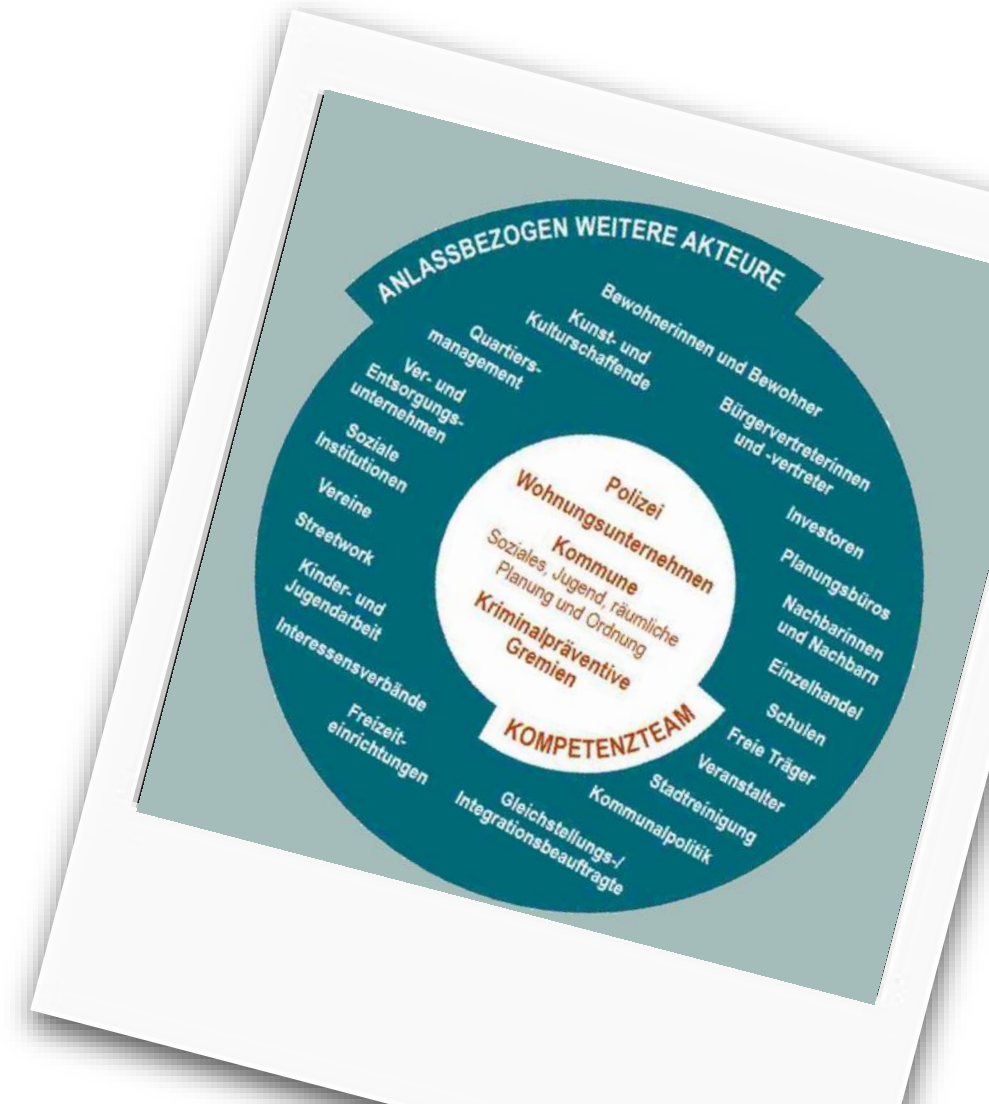 ANLASSBEZOGEN WEITERE AKTEURE
Bewohnerinnen und Bewohner
Kunst- und
Kulturschaffende
Quartiers-
management
Ver- und
Entsorgungs-
unternehmen
Soziale
Institutionen
Vereine
Streetwork
Kinder- und
Jugendarbeit
Interessensverbände
Freizeit-
einrichtungen
Bürgervertreterinnen
und -vertreter
Investoren
Planungsbüros
Nachbarinnen
und Nachbarn
Einzelhandel
Schulen
Freie Träger
Veranstalter
Stadtreinigung
Kommunalpolitik
Gleichstellungs-/
Integrationsbeauftragte
Polizei
Wohnungsunternehmen
Kommune
Soziales, Jugend, räumliche
Planung und Ordnung
Kriminalpräventive
Gremien
KOMPETENZTEAM